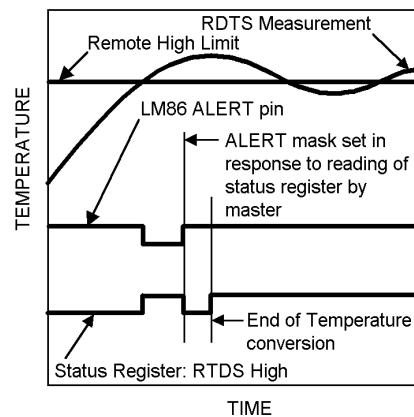 RDTS Measurement
Remote High Limit
LM86 ALERT pin
ALERT mask set in
response to reading of
status register by
master
TEMPERATURE
End of Temperature
conversion
Status Register: RTDS High
TIME